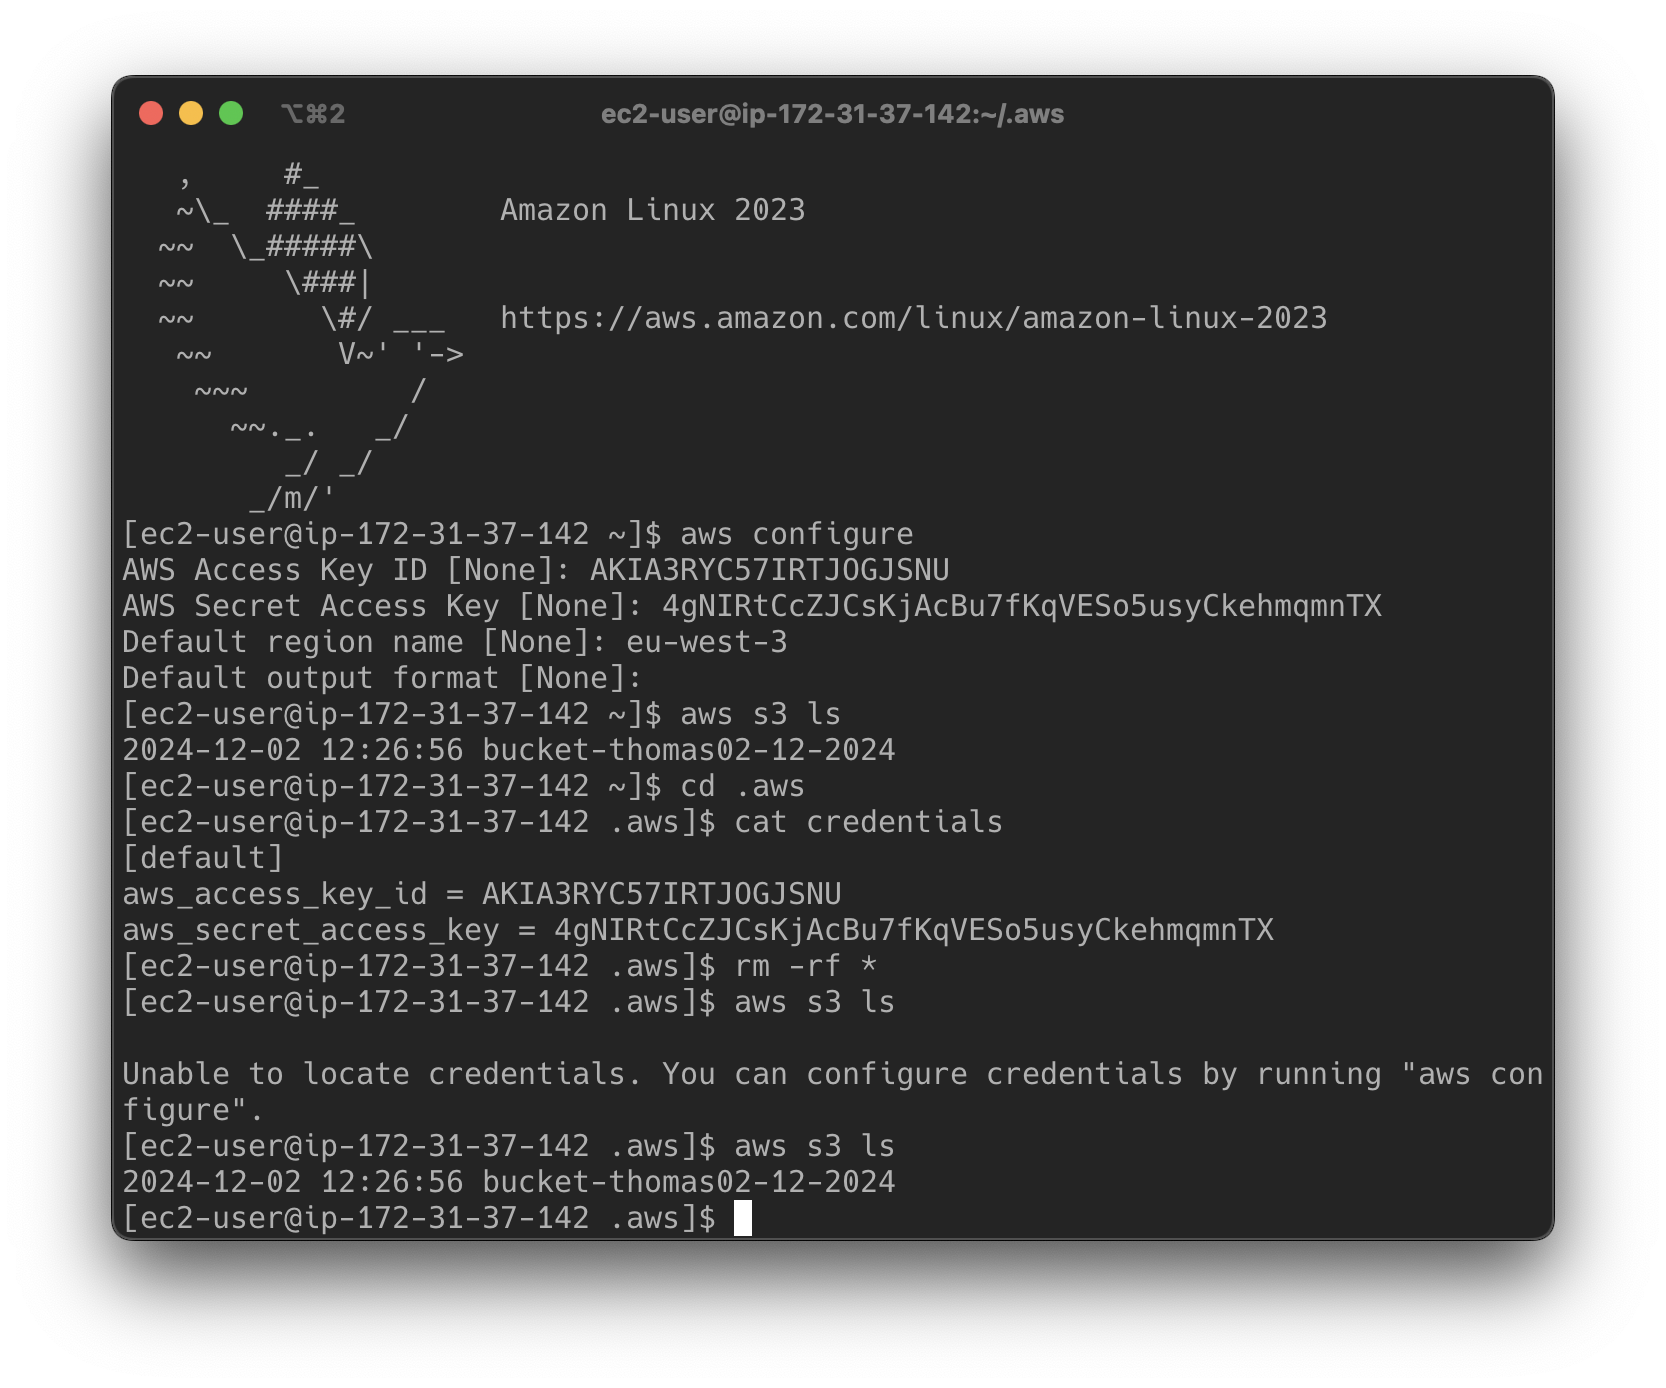 ⌥⌘2
ec2-user@ip-172-31-37-142:~/.aws
   ,     #_
   ~\_  ####_        Amazon Linux 2023
  ~~  \_#####\
  ~~     \###|
  ~~       \#/ ___   https://aws.amazon.com/linux/amazon-linux-2023
   ~~       V~' '->
    ~~~         /
      ~~._.   _/
         _/ _/
       _/m/'
[ec2-user@ip-172-31-37-142 ~]$ aws configure
AWS Access Key ID [None]: AKIA3RYC57IRTJOGJSNU
AWS Secret Access Key [None]: 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
Default region name [None]: eu-west-3
Default output format [None]:
[ec2-user@ip-172-31-37-142 ~]$ aws s3 ls
2024-12-02 12:26:56 bucket-thomas02-12-2024
[ec2-user@ip-172-31-37-142 ~]$ cd .aws
[ec2-user@ip-172-31-37-142 .aws]$ cat credentials
[default]
aws_access_key_id = AKIA3RYC57IRTJOGJSNU
aws_secret_access_key = 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
[ec2-user@ip-172-31-37-142 .aws]$ rm -rf *
[ec2-user@ip-172-31-37-142 .aws]$ aws s3 ls

Unable to locate credentials. You can configure credentials by running "aws con
figure".
[ec2-user@ip-172-31-37-142 .aws]$ aws s3 ls
2024-12-02 12:26:56 bucket-thomas02-12-2024
[ec2-user@ip-172-31-37-142 .aws]$